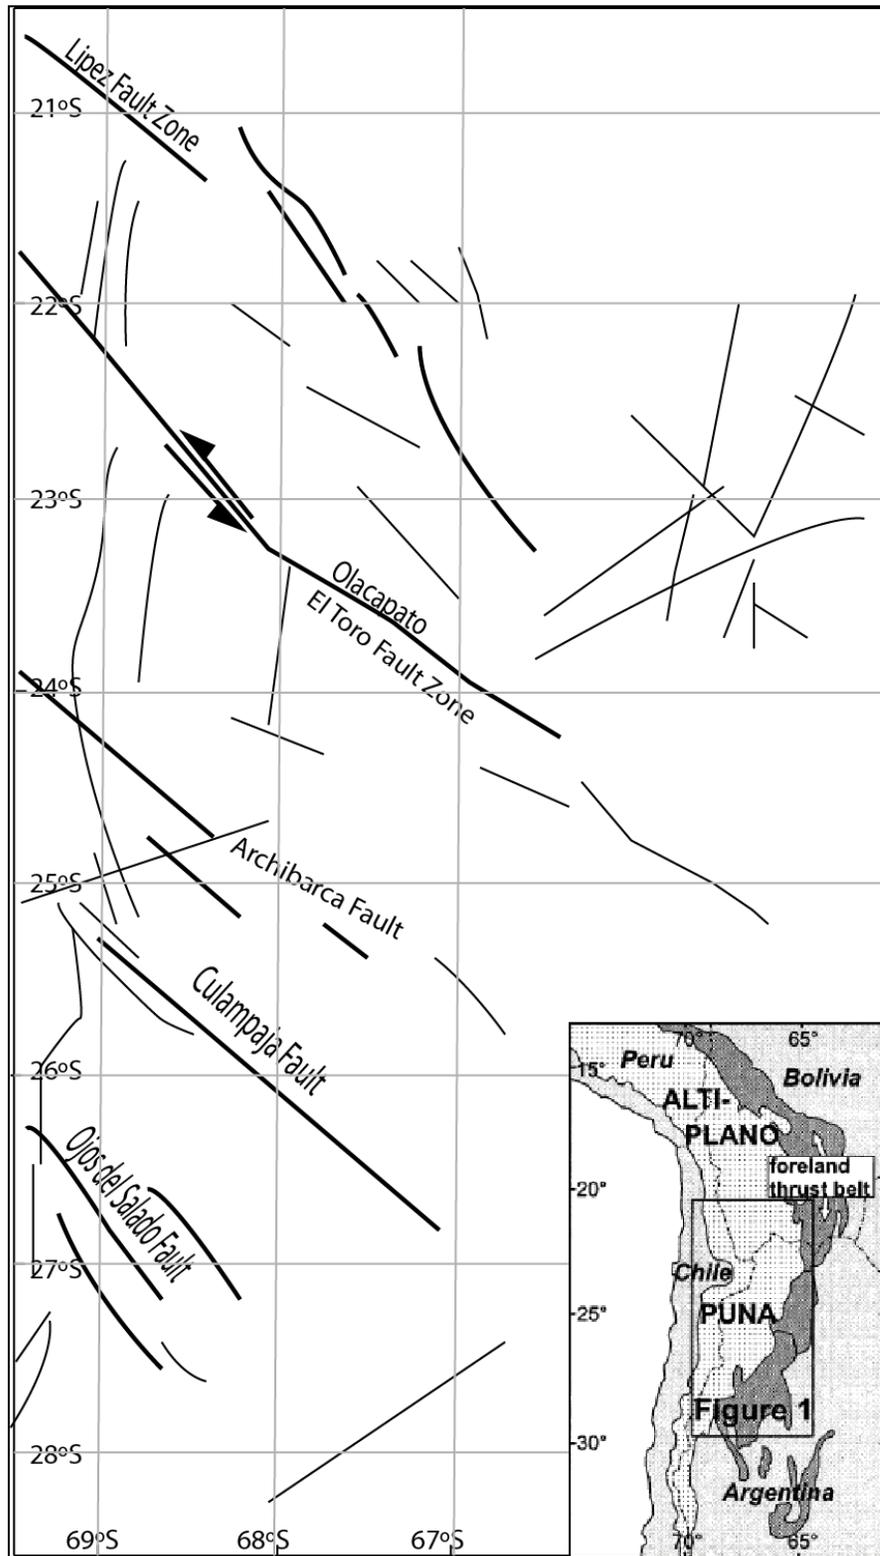 Lipez Fault Zone
21ºS
22ºS
23ºS
Olacapato
El Toro Fault Zone
24ºS
25ºS
Archibarca Fault
Culampaja Fault
26ºS
Ojos del Salado Fault
27ºS
28ºS
69ºS
68ºS
67ºS
70°
65°
15°
Peru
Bolivia
ALTI-
PLANO
foreland
thrust belt
-20°
Chile
PUNA
-25°
Figure 1
-30°
Argentina
70°
65°